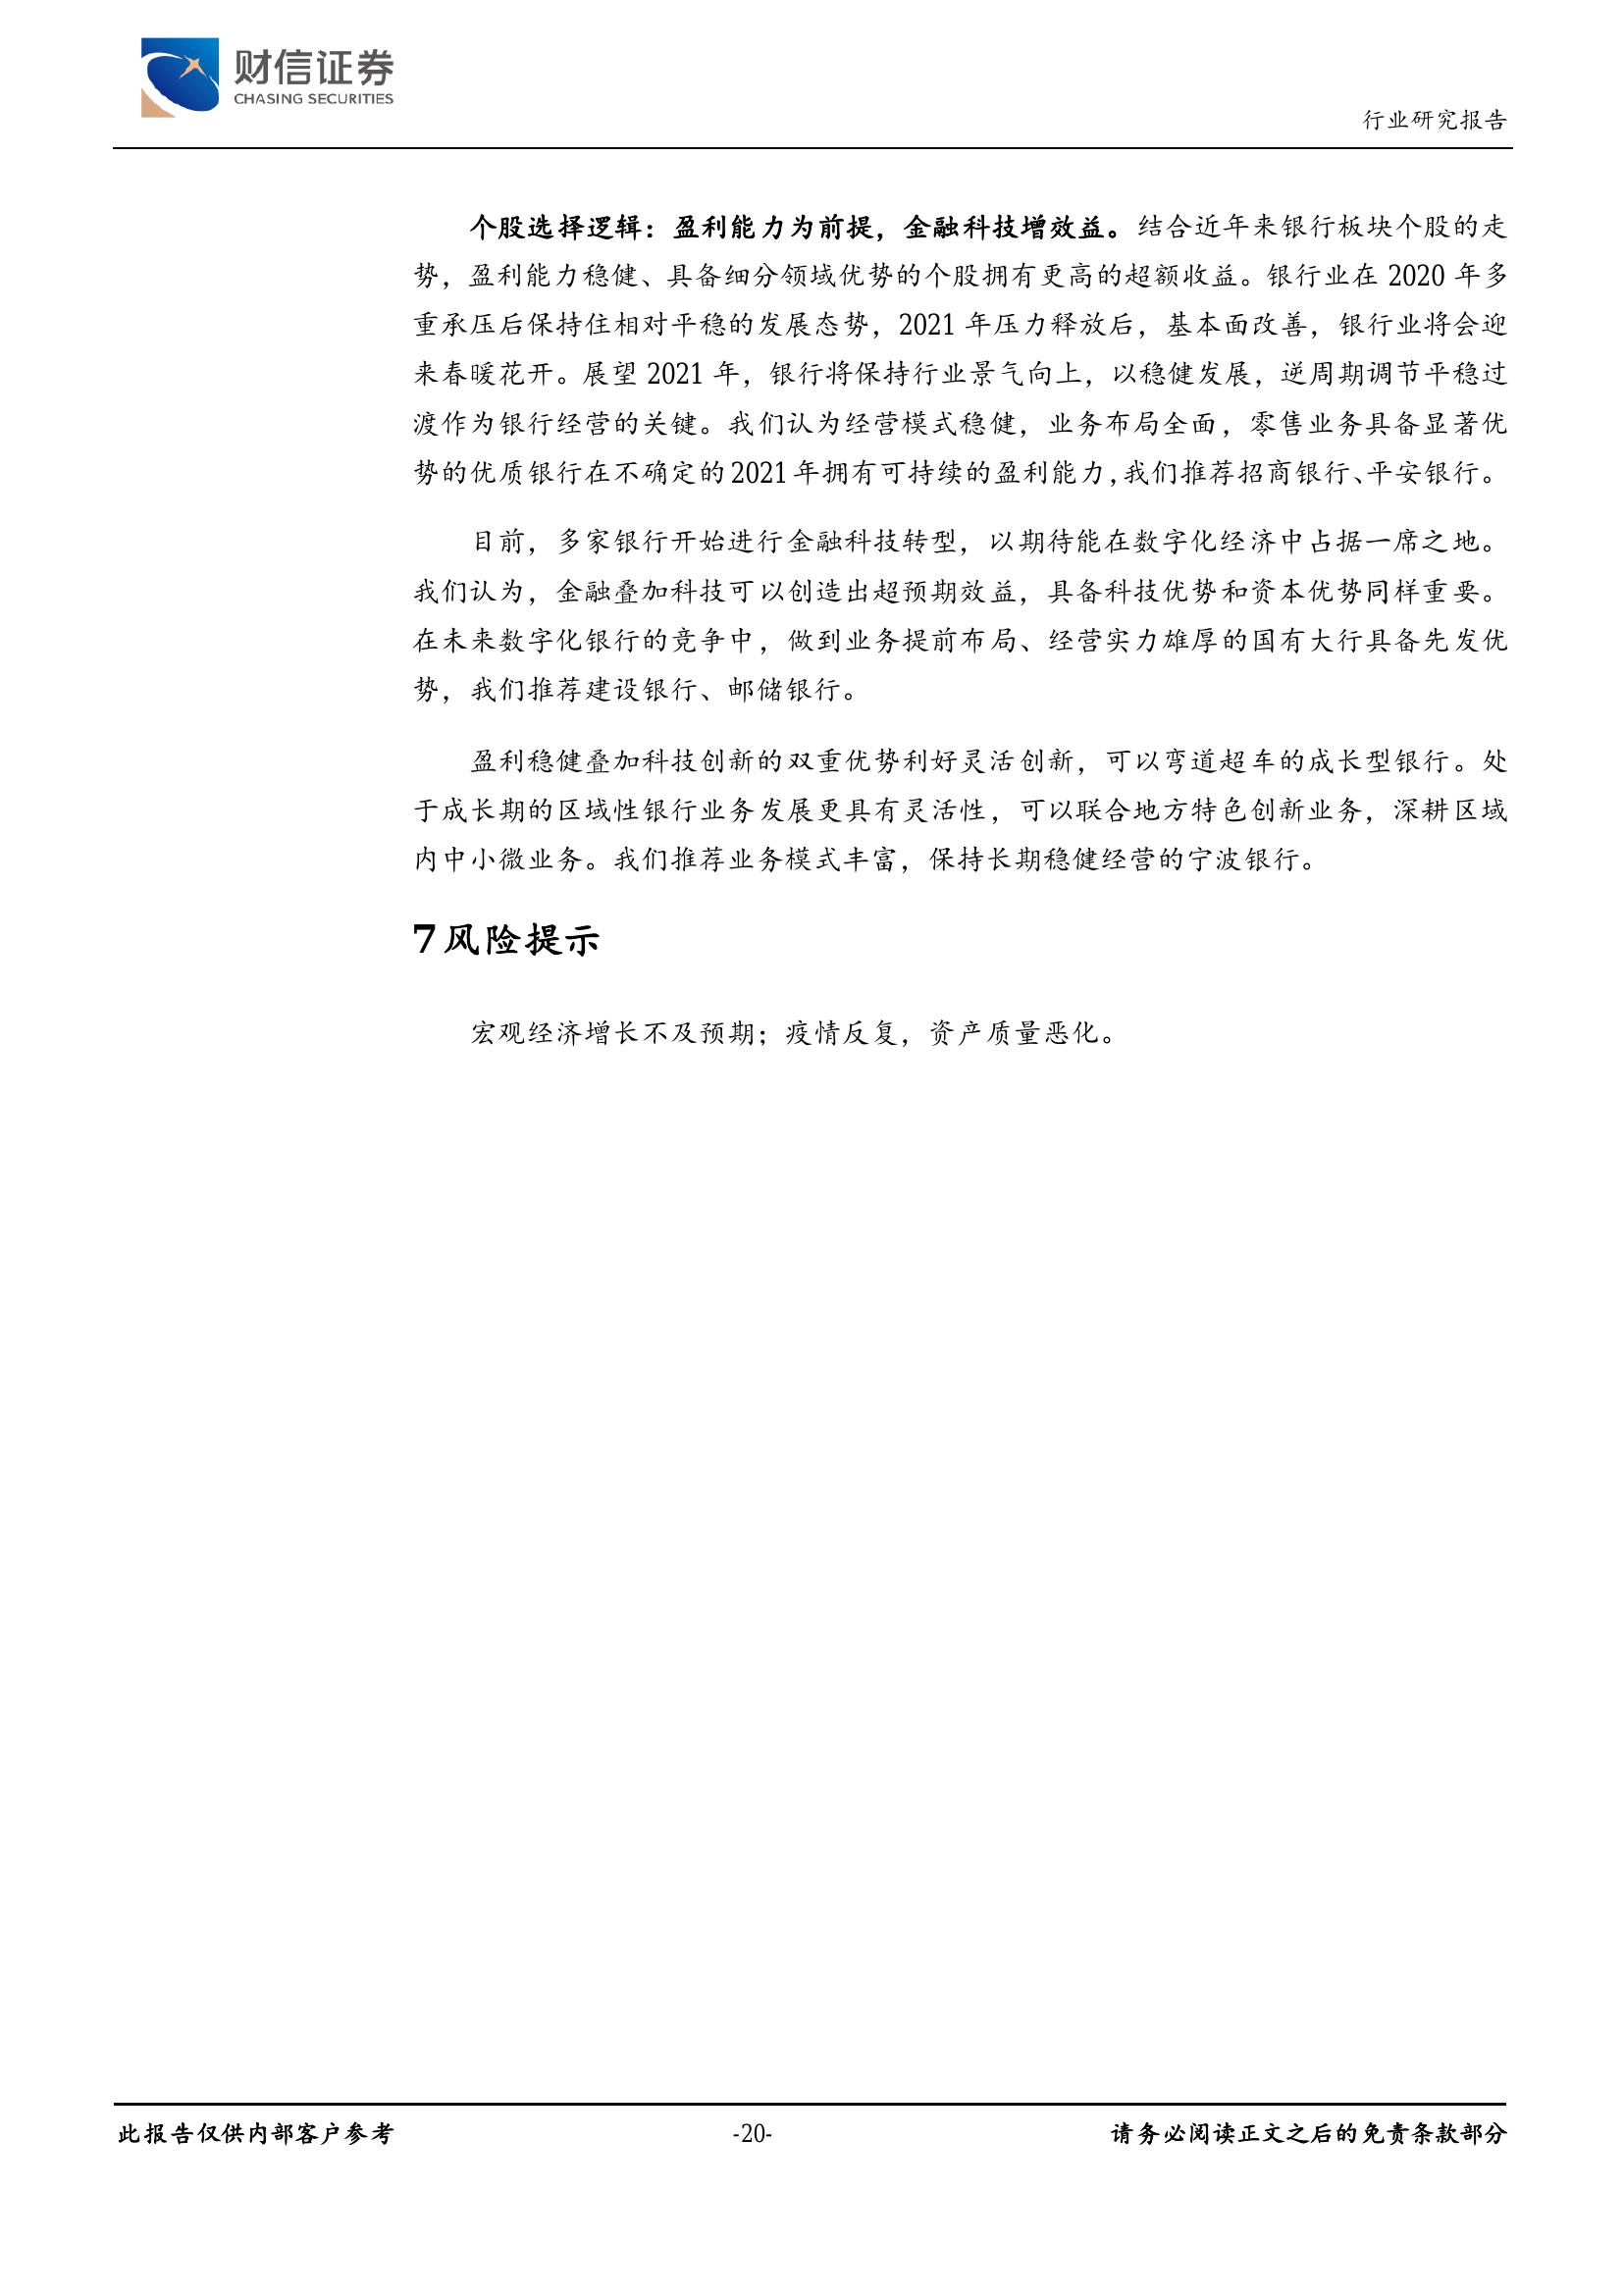 财信证券
CHASING SECURITIES
行业研究报告
个股选择逻辑：盈利能力为前提，金融科技增效益。结合近年来银行板块个股的走
势，盈利能力稳健、具备细分领域优势的个股拥有更高的超额收益。银行业在 2020 年多
重承压后保持住相对平稳的发展态势，2021 年压力释放后，基本面改善，银行业将会迎
来春暖花开。展望 2021 年，银行将保持行业景气向上，以稳健发展，逆周期调节平稳过
渡作为银行经营的关键。我们认为经营模式稳健，业务布局全面，零售业务具备显著优
势的优质银行在不确定的 2021 年拥有可持续的盈利能力，我们推荐招商银行、平安银行。
目前，多家银行开始进行金融科技转型，以期待能在数字化经济中占据一席之地。
我们认为，金融叠加科技可以创造出超预期效益，具备科技优势和资本优势同样重要。
在未来数字化银行的竞争中，做到业务提前布局、经营实力雄厚的国有大行具备先发优
势，我们推荐建设银行、邮储银行。
盈利稳健叠加科技创新的双重优势利好灵活创新，可以弯道超车的成长型银行。处
于成长期的区域性银行业务发展更具有灵活性，可以联合地方特色创新业务，深耕区域
内中小微业务。我们推荐业务模式丰富，保持长期稳健经营的宁波银行。
7 风险提示
宏观经济增长不及预期；疫情反复，资产质量恶化。
此报告仅供内部客户参考
-20-
请务必阅读正文之后的免责条款部分